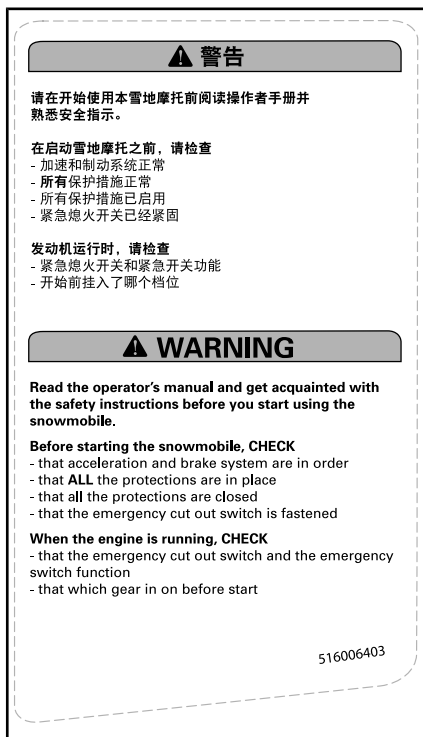 警告
请在开始使用本雪地摩托前阅读操作者手册并
熟悉安全指示。
在启动雪地摩托之前，请检查
- 加速和制动系统正常
- 所有保护措施正常
- 所有保护措施已启用
- 紧急熄火开关已经紧固
发动机运行时，请检查
- 紧急熄火开关和紧急开关功能
- 开始前挂入了哪个档位
WARNING
Read the operator's manual and get acquainted with
the safety instructions before you start using the
snowmobile.
Before starting the snowmobile, CHECK
- that acceleration and brake system are in order
- that ALL the protections are in place
- that all the protections are closed
- that the emergency cut out switch is fastened
When the engine is running, CHECK
- that the emergency cut out switch and the emergency
switch function
- that which gear in on before start
516006403